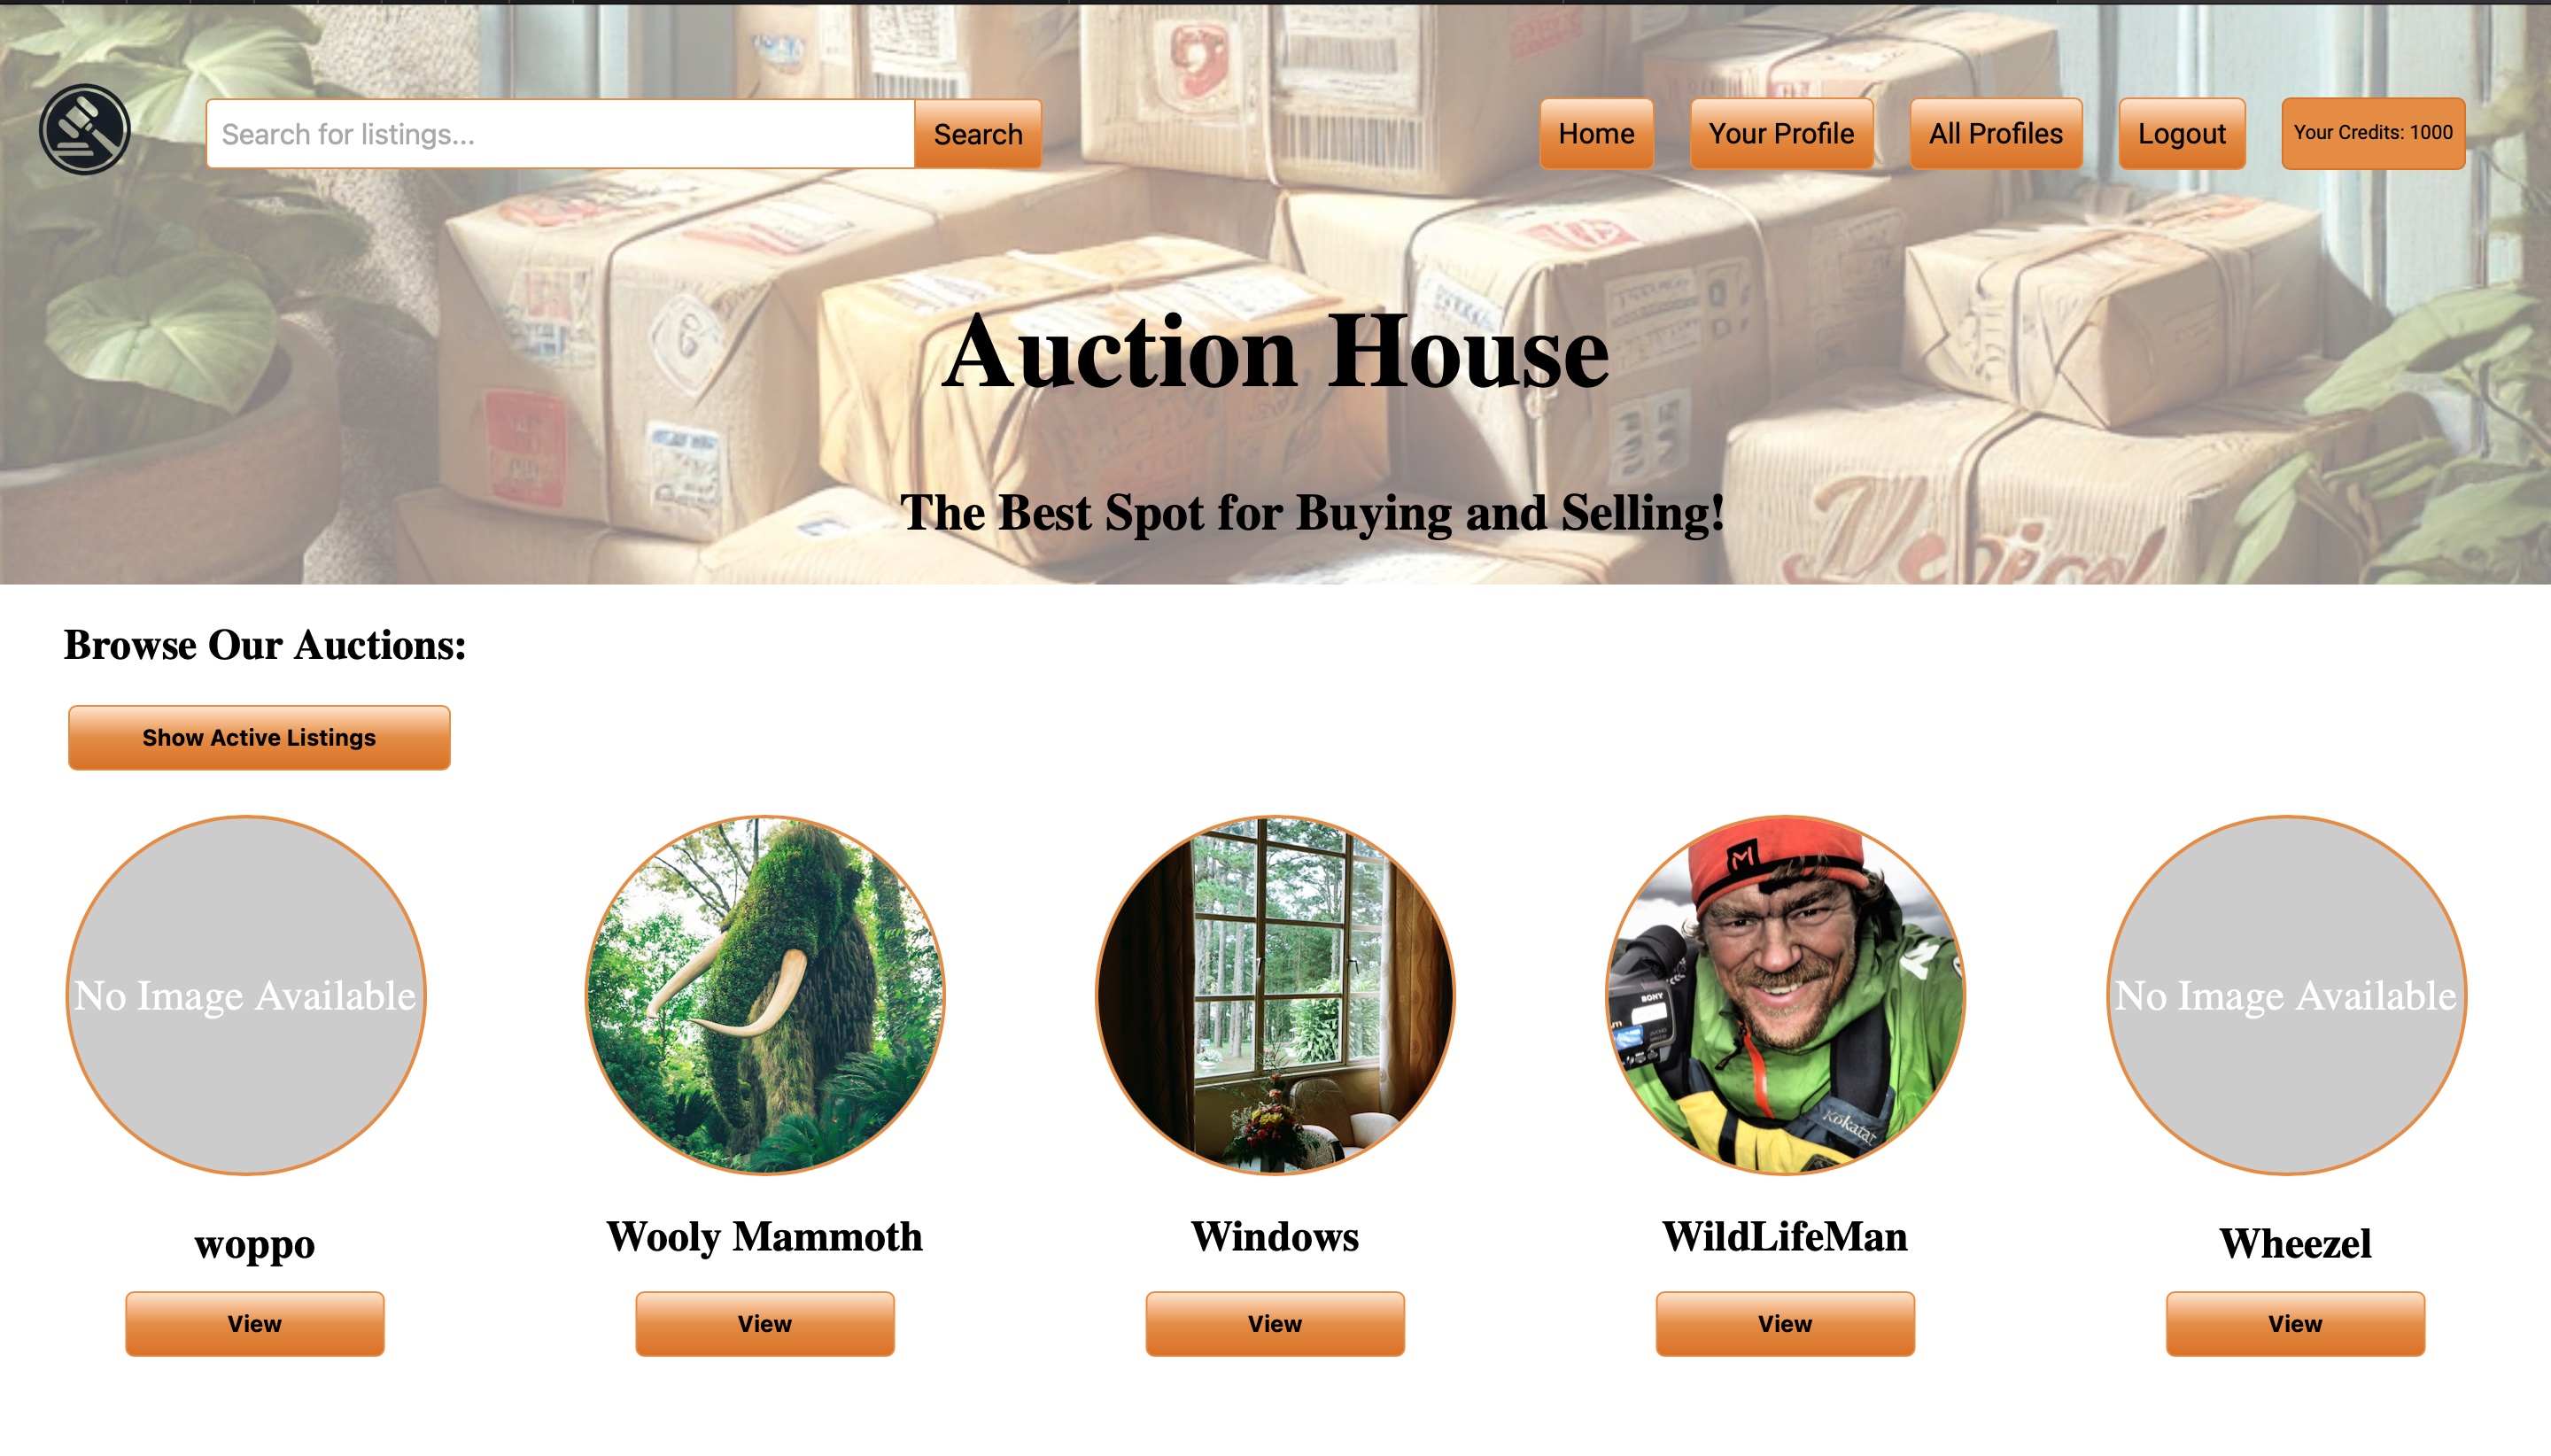 Search for listings...
Search
Home
Your Profile
All Profiles
Logout
Your Credits: 1000
Auction House
The Best Spot for Buying and Selling!
Browse Our Auctions:
Show Active Listings
No Image Available
SONY
Kokatat
No Image Available
woppo
Wooly Mammoth
Windows
WildLifeMan
Wheezel
View
View
View
View
View